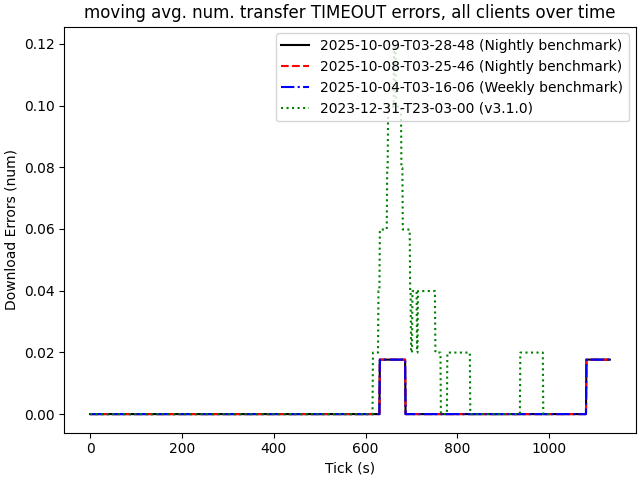 moving avg. num. transfer TIMEOUT errors, all clients over time
2025-10-09-T03-28-48 (Nightly benchmark)
2025-10-08-T03-25-46 (Nightly benchmark)
2025-10-04-T03-16-06 (Weekly benchmark)
2023-12-31-T23-03-00 (v3.1.0)
Download Errors (num)
0.12
0.10
0.08
0.06
0.04
0.02
0.00
0 200 400 600 800 1000
Tick (s)